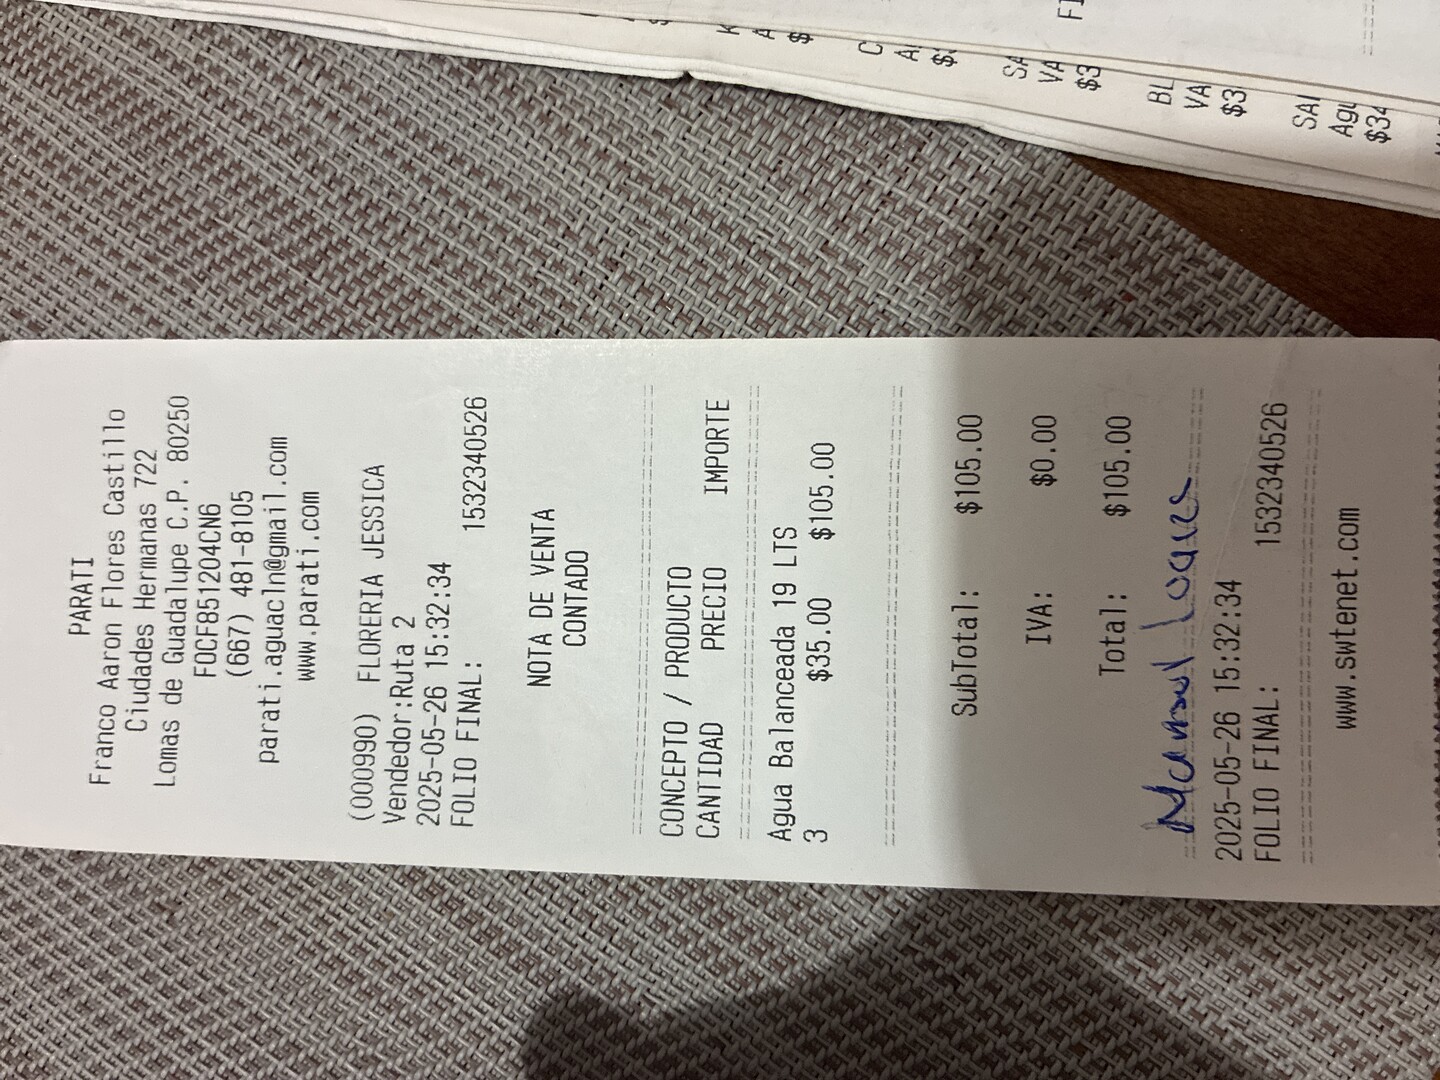 PARATI
Franco Aaron Flores Castillo
Ciudades Hermanas 722
Lomas de Guadalupe C.P. 80250
FOCF851204CN6
(667) 481-8105
parati.aguacln@gmail.com
www.parati.com
(000990) FLORERIA JESSICA
Vendedor:Ruta 2
2025-05-26 15:32:34
FOLIO FINAL: 1532340526
NOTA DE VENTA
CONTADO
CONCEPTO / PRODUCTO
CANTIDAD PRECIO IMPORTE
Agua Balanceada 19 LTS
3 $35.00 $105.00
SubTotal: $105.00
IVA: $0.00
Total: $105.00
Manuel
2025-05-26 15:32:34
FOLIO FINAL: 1532340526
www.swtenet.com